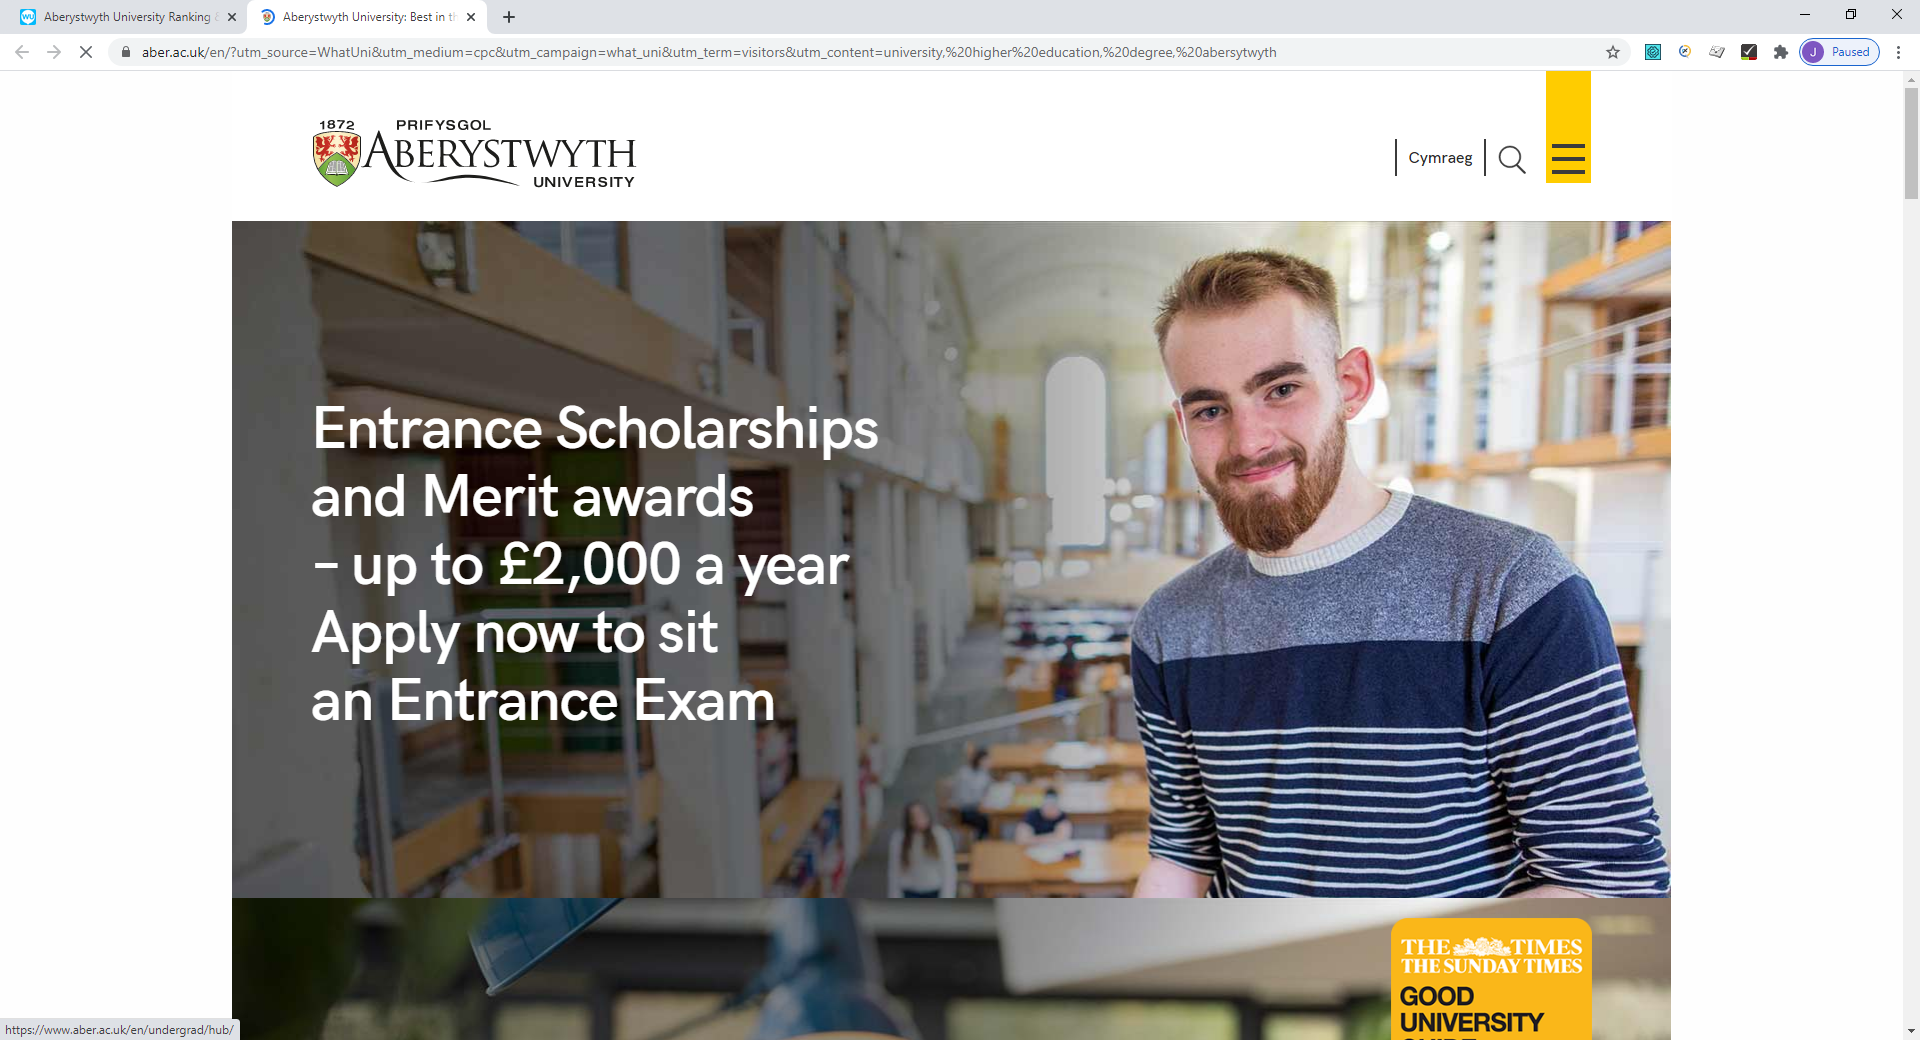 Aberystwyth University Ranking
Aberystwyth University: Best in th
aber.ac.uk/en/?utm_source=WhatUni&utm_medium=cpc&utm_campaign=what_uni&utm_term=visitors&utm_content=university,%20higher%20education,%20degree,%20abersytwyth
J Paused
1872 PRIFYSGOL
ABERYSTWYTH
UNIVERSITY
Cymraeg
Entrance Scholarships
and Merit awards
– up to £2,000 a year
Apply now to sit
an Entrance Exam
THE TIMES
THE SUNDAY TIMES
GOOD
UNIVERSITY
https://www.aber.ac.uk/en/undergrad/hub/